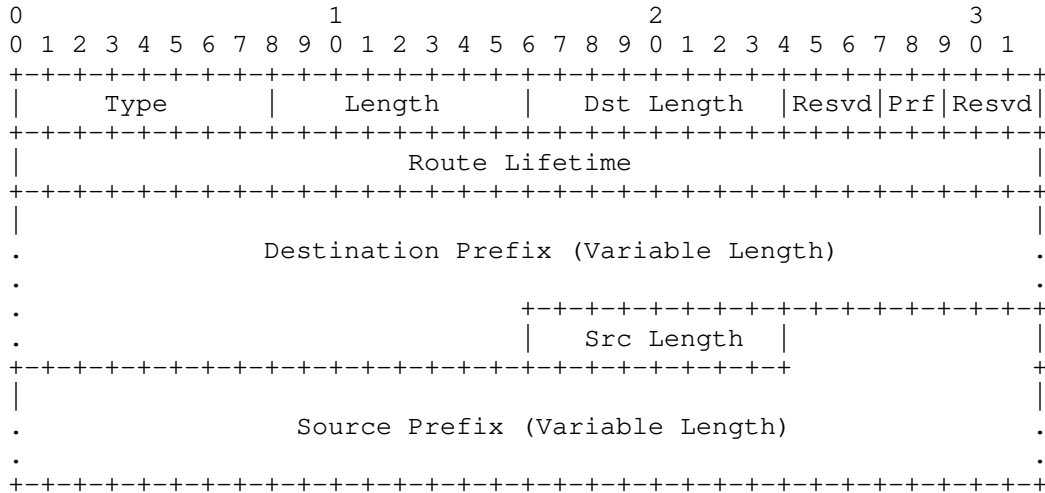 0                   1                   2                   3
0 1 2 3 4 5 6 7 8 9 0 1 2 3 4 5 6 7 8 9 0 1 2 3 4 5 6 7 8 9 0 1
+-+-+-+-+-+-+-+-+-+-+-+-+-+-+-+-+-+-+-+-+-+-+-+-+-+-+-+-+-+-+-+-+
|     Type      |    Length     |   Dst Length  |Resvd|Prf|Resvd|
+-+-+-+-+-+-+-+-+-+-+-+-+-+-+-+-+-+-+-+-+-+-+-+-+-+-+-+-+-+-+-+-+
|                        Route Lifetime                         |
+-+-+-+-+-+-+-+-+-+-+-+-+-+-+-+-+-+-+-+-+-+-+-+-+-+-+-+-+-+-+-+-+
|                                                               |
.               Destination Prefix (Variable Length)            .
.                                                               .
.                               +-+-+-+-+-+-+-+-+-+-+-+-+-+-+-+-+
.                               |   Src Length  |               |
+-+-+-+-+-+-+-+-+-+-+-+-+-+-+-+-+-+-+-+-+-+-+-+-+               +
|                                                               |
.                 Source Prefix (Variable Length)               .
.                                                               .
+-+-+-+-+-+-+-+-+-+-+-+-+-+-+-+-+-+-+-+-+-+-+-+-+-+-+-+-+-+-+-+-+